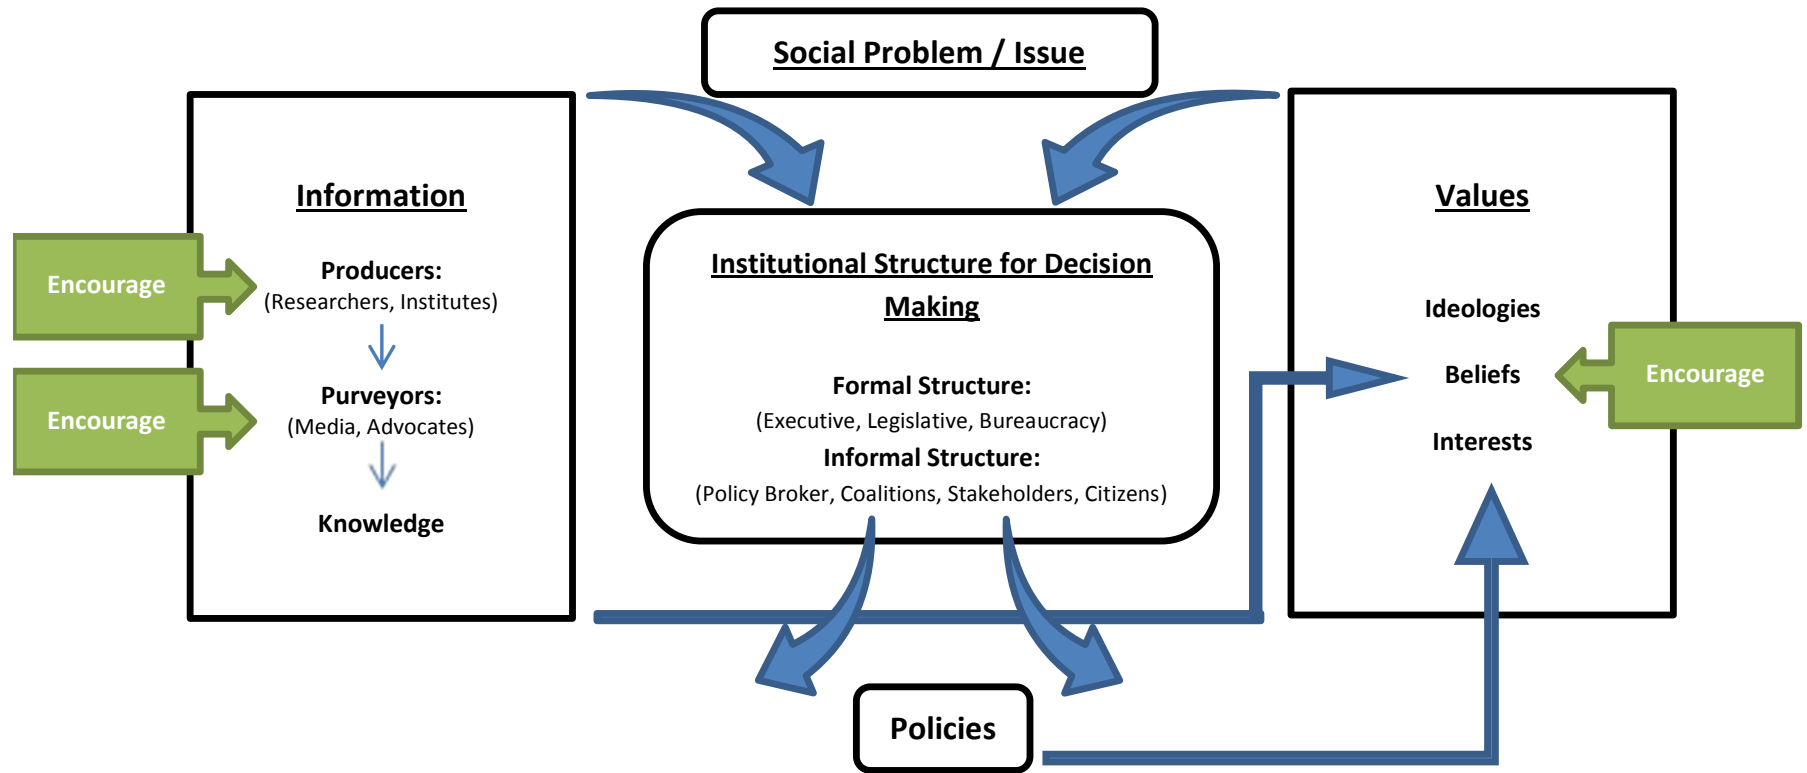 Social Problem / Issue
Information
Encourage
Producers:
(Researchers, Institutes)
Encourage
Purveyors:
(Media, Advocates)
Knowledge
Institutional Structure for Decision
Making
Formal Structure:
(Executive, Legislative, Bureaucracy)
Informal Structure:
(Policy Broker, Coalitions, Stakeholders, Citizens)
Values
Ideologies
Beliefs
Encourage
Interests
Policies